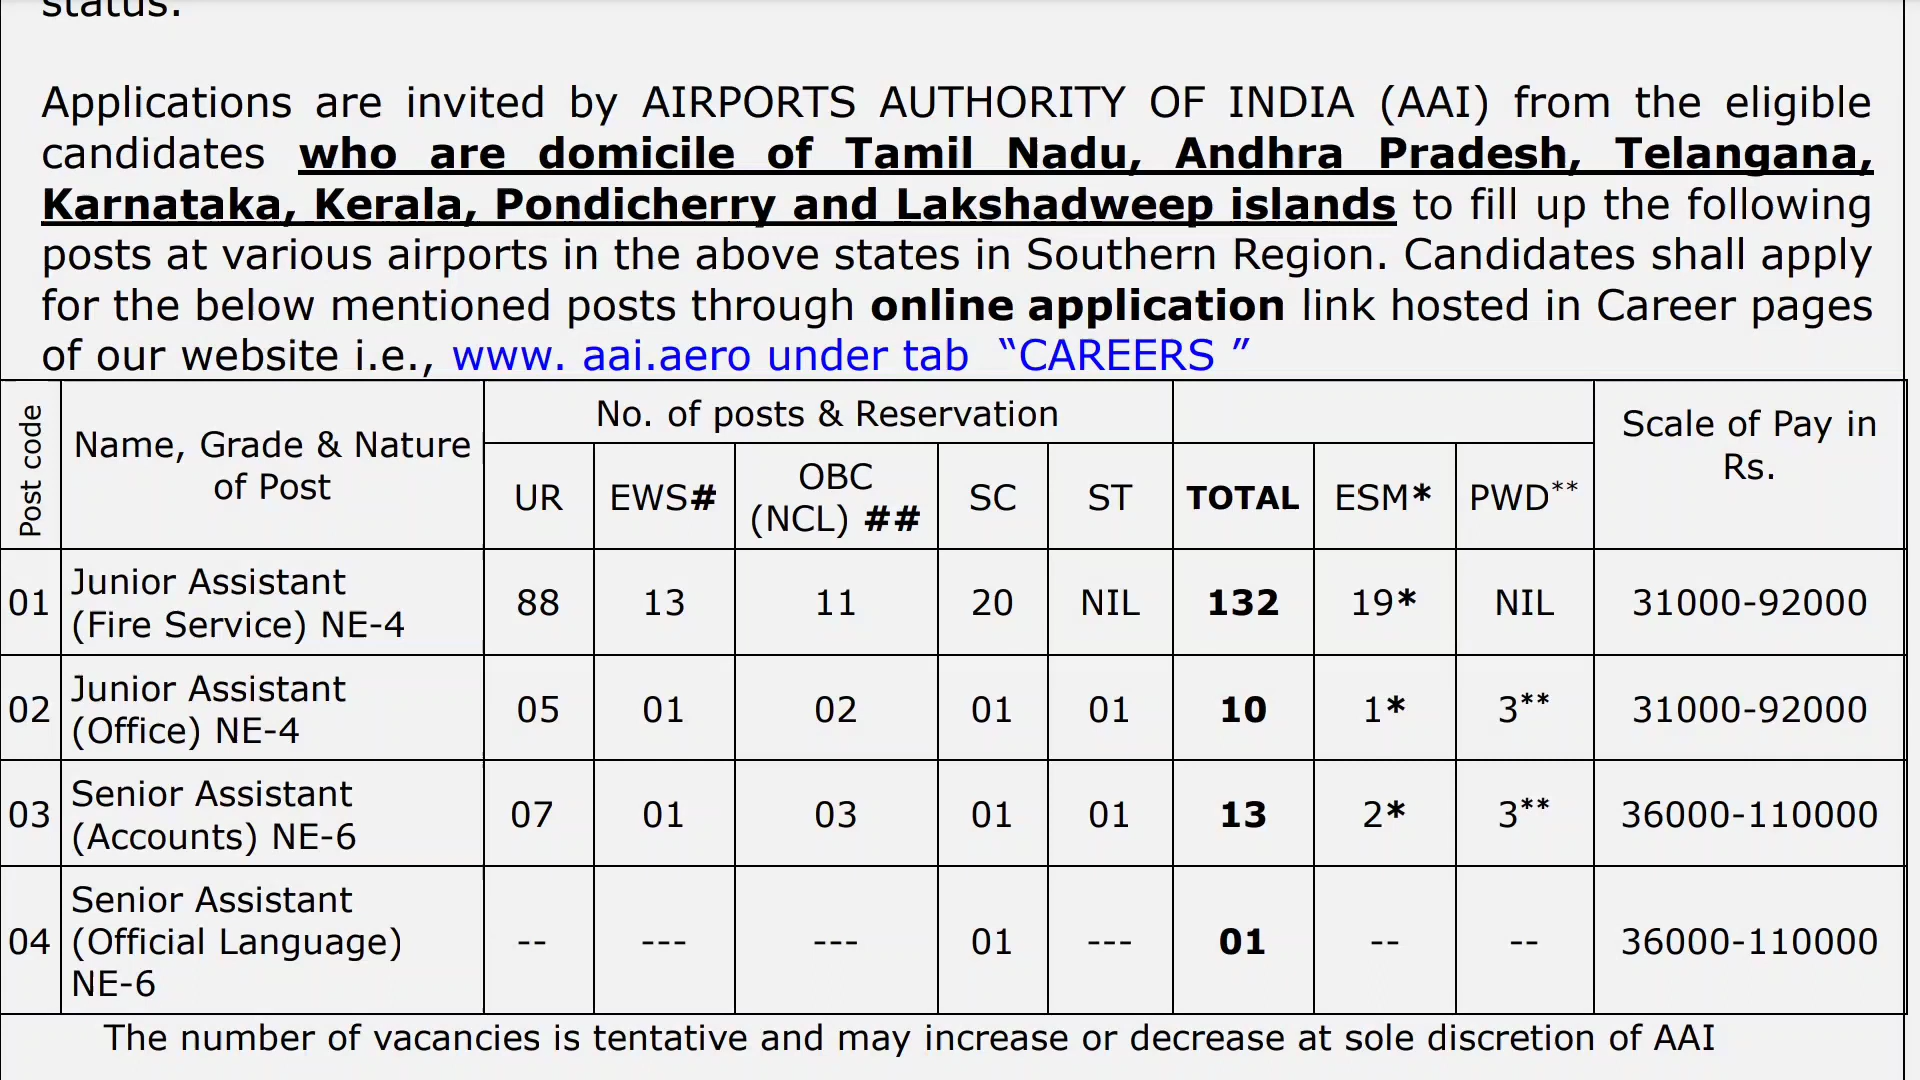 status.
Applications are invited by AIRPORTS AUTHORITY OF INDIA (AAI) from the eligible
candidates who are domicile of Tamil Nadu, Andhra Pradesh, Telangana,
Karnataka, Kerala, Pondicherry and Lakshadweep islands to fill up the following
posts at various airports in the above states in Southern Region. Candidates shall apply
for the below mentioned posts through online application link hosted in Career pages
of our website i.e., www. aai.aero under tab “CAREERS ”
Post code
Name, Grade & Nature
of Post
No. of posts & Reservation
Scale of Pay in
Rs.
UR EWS# OBC
(NCL) ## SC ST TOTAL ESM* PWD**
01 Junior Assistant
(Fire Service) NE-4 88 13 11 20 NIL 132 19* NIL 31000-92000
02 Junior Assistant
(Office) NE-4 05 01 02 01 01 10 1* 3** 31000-92000
03 Senior Assistant
(Accounts) NE-6 07 01 03 01 01 13 2* 3** 36000-110000
04 Senior Assistant
(Official Language)
NE-6 -- --- --- 01 --- 01 -- -- 36000-110000
The number of vacancies is tentative and may increase or decrease at sole discretion of AAI